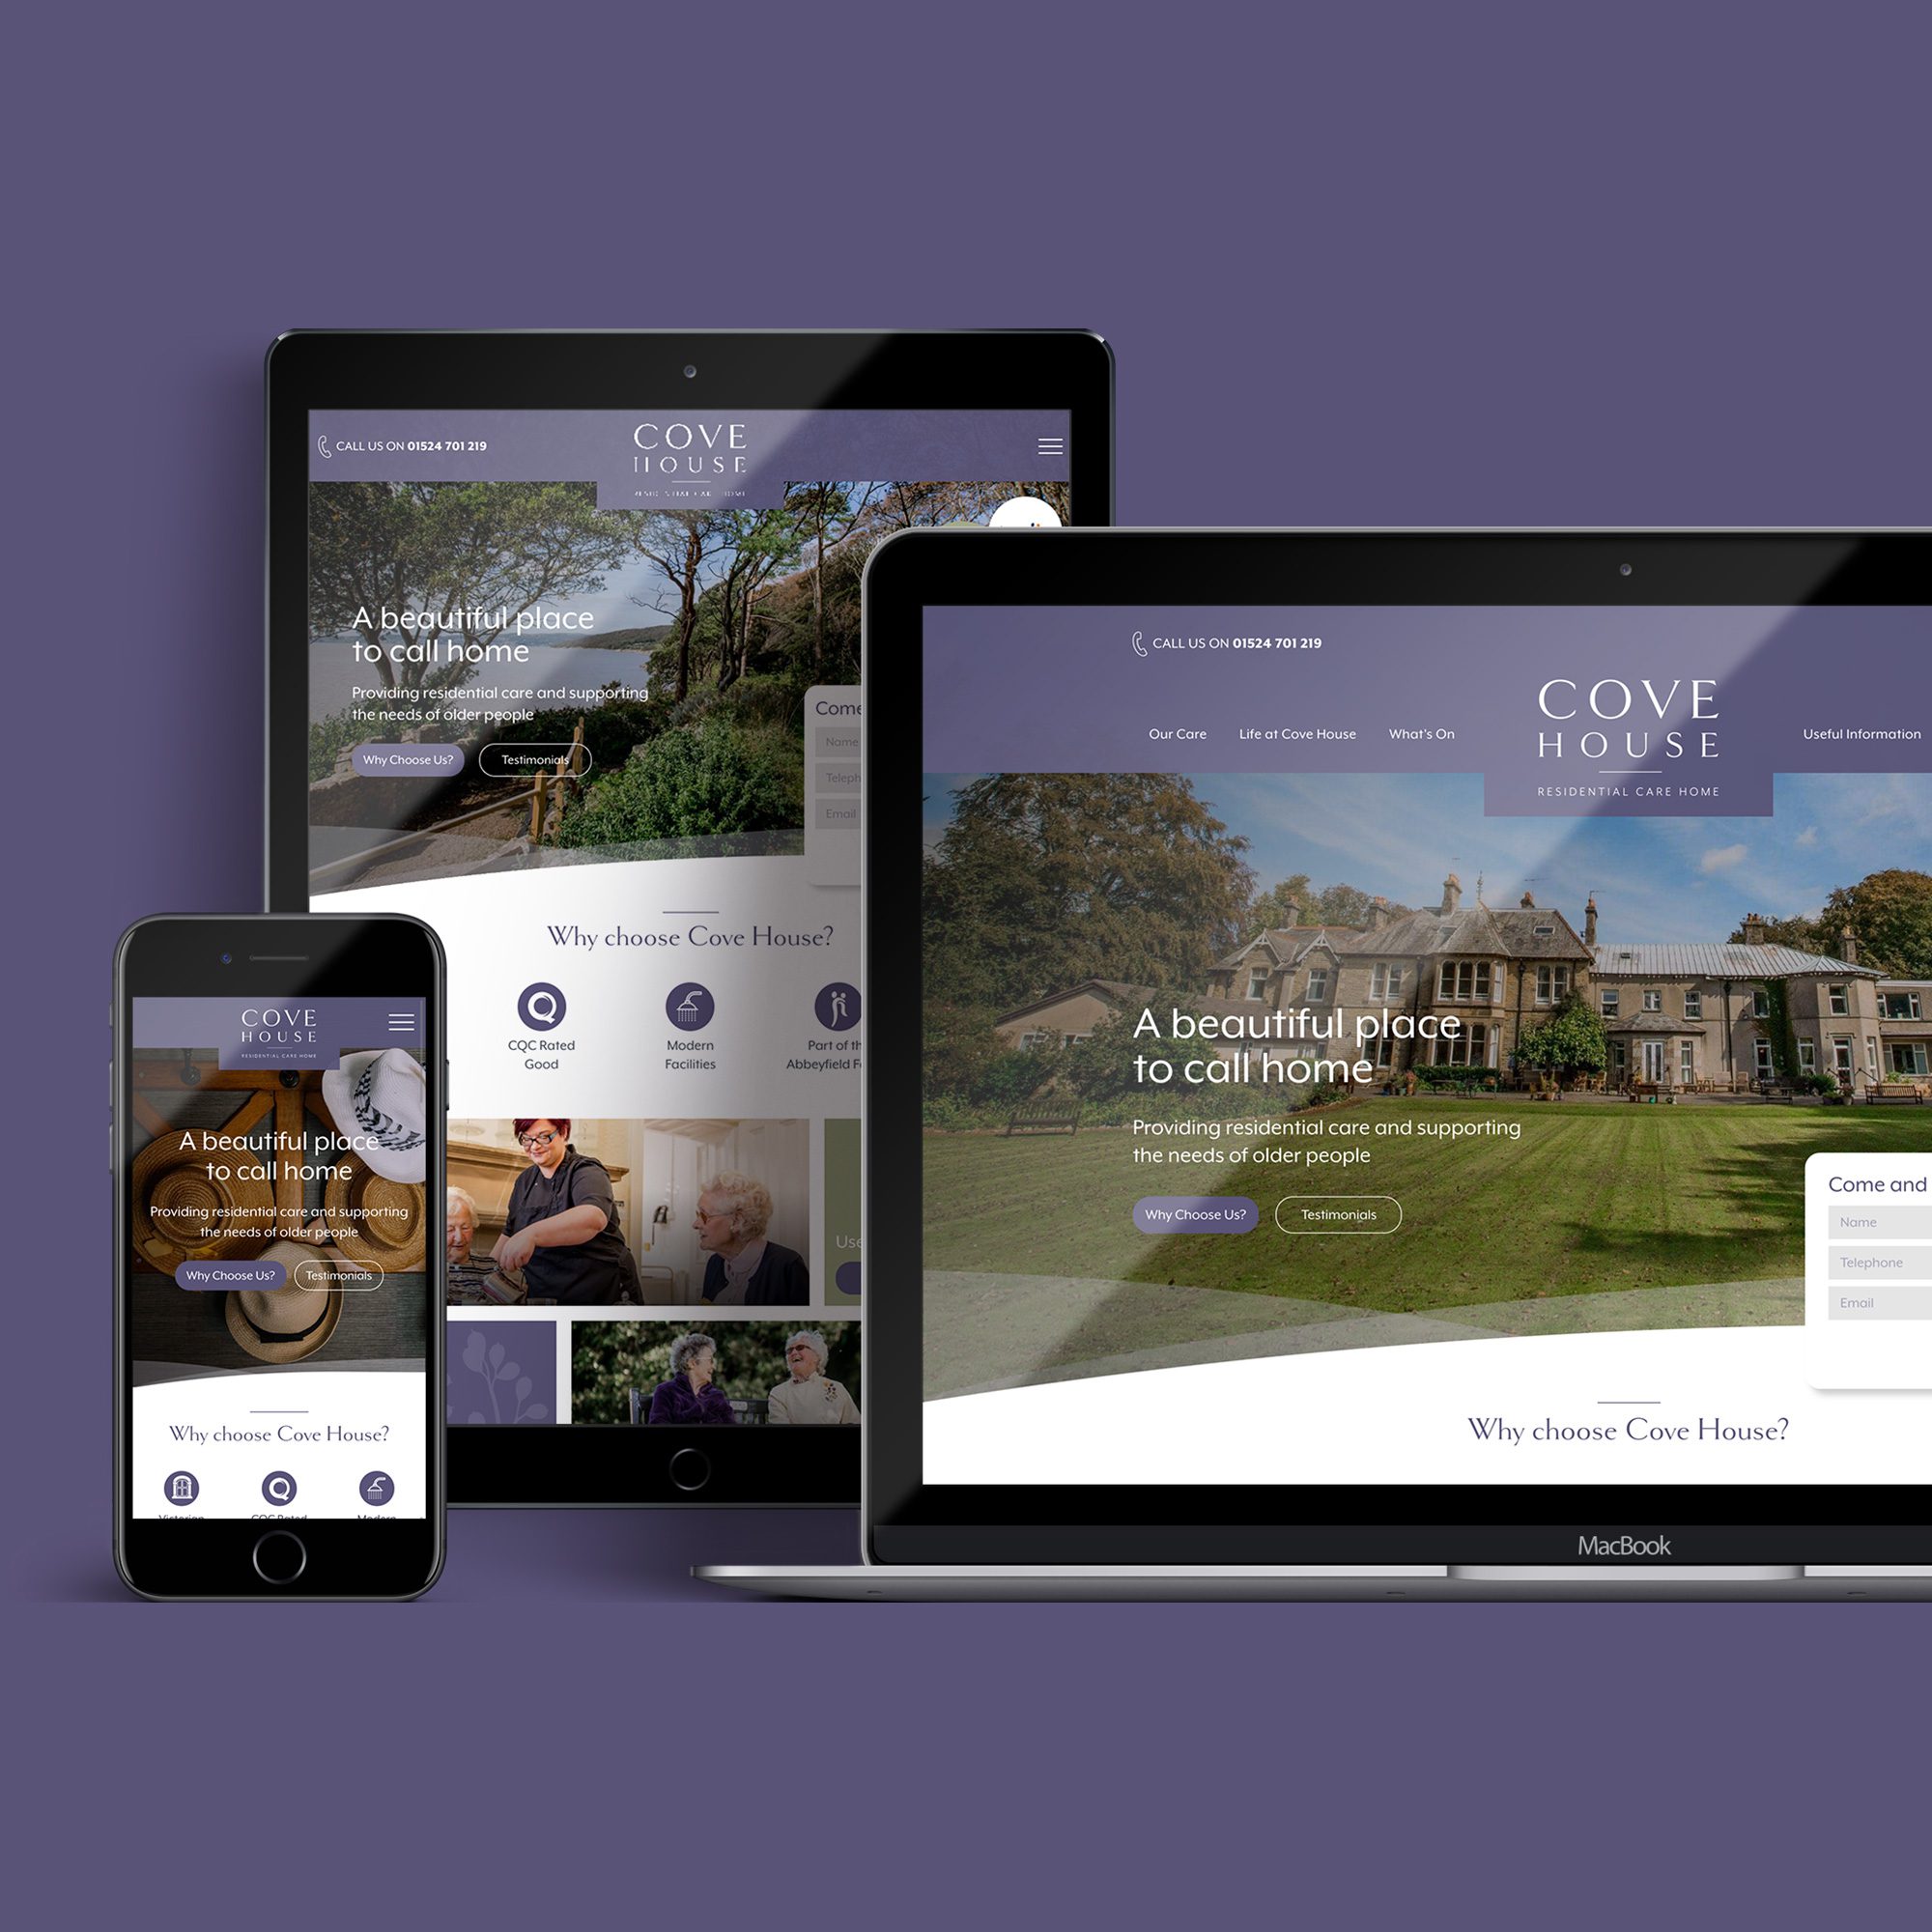 CALL US ON 01524 701 219
COVE
HOUSE
A beautiful place
to call home
Providing residential care and supporting
the needs of older people
Why Choose Us?
Testimonials
Come
Name
Email
Why choose Cove House?
CQC Rated
Good
Modern
Facilities
Part of
Abbeyfield
COVE
HOUSE
RESIDENTIAL CARE HOME
A beautiful place
to call home
Providing residential care and supporting
the needs of older people
Why Choose Us?
Testimonials
Why choose Cove House?
CQC Rated
Modern
CALL US ON 01524 701 219
Our Care
Life at Cove House
What's On
COVE
HOUSE
RESIDENTIAL CARE HOME
Useful Information
A beautiful place
to call home
Providing residential care and supporting
the needs of older people
Why Choose Us?
Testimonials
Come and
Name
Telephone
Email
Why choose Cove House?
MacBook